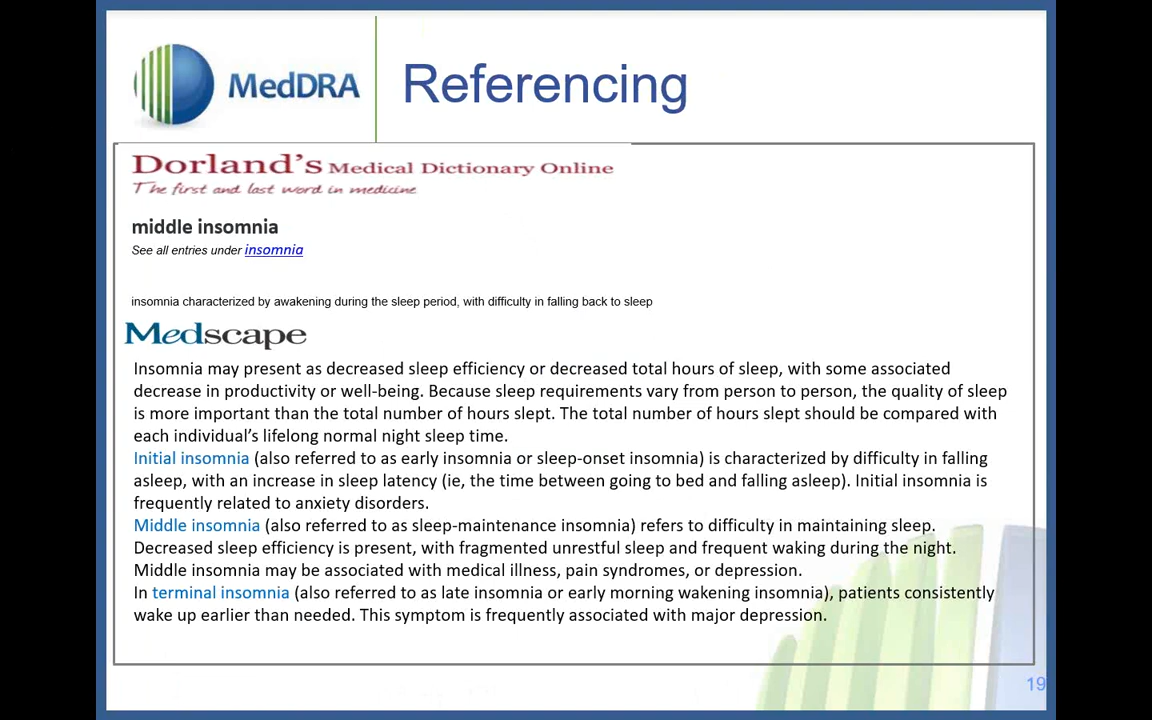 MedDRA
Referencing
Dorland's Medical Dictionary Online
The first and last word in medicine
middle insomnia
See all entries under insomnia
insomnia characterized by awakening during the sleep period, with difficulty in falling back to sleep
Medscape
Insomnia may present as decreased sleep efficiency or decreased total hours of sleep, with some associated
decrease in productivity or well-being. Because sleep requirements vary from person to person, the quality of sleep
is more important than the total number of hours slept. The total number of hours slept should be compared with
each individual's lifelong normal night sleep time.
Initial insomnia (also referred to as early insomnia or sleep-onset insomnia) is characterized by difficulty in falling
asleep, with an increase in sleep latency (ie, the time between going to bed and falling asleep). Initial insomnia is
frequently related to anxiety disorders.
Middle insomnia (also referred to as sleep-maintenance insomnia) refers to difficulty in maintaining sleep.
Decreased sleep efficiency is present, with fragmented unrestful sleep and frequent waking during the night.
Middle insomnia may be associated with medical illness, pain syndromes, or depression.
In terminal insomnia (also referred to as late insomnia or early morning wakening insomnia), patients consistently
wake up earlier than needed. This symptom is frequently associated with major depression.
19